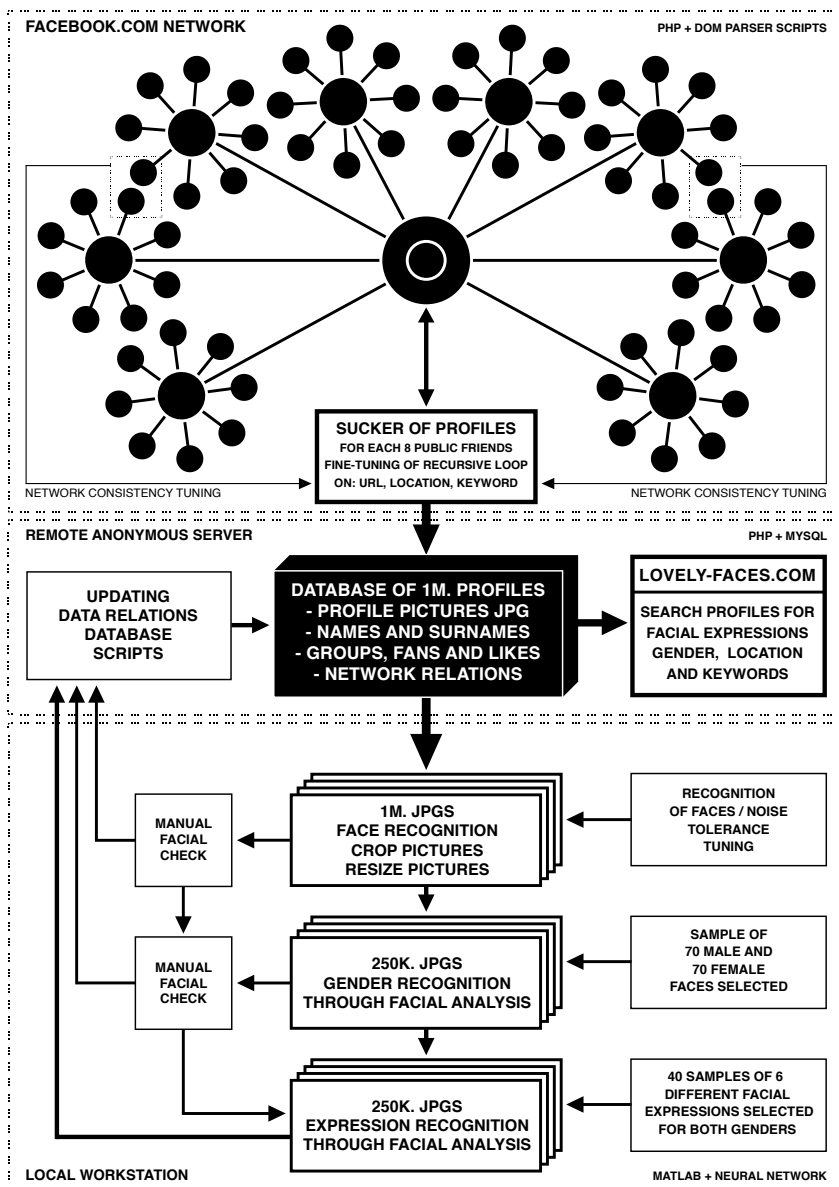 FACEBOOK.COM NETWORK
PHP + DOM PARSER SCRIPTS
SUCKER OF PROFILES
FOR EACH 8 PUBLIC FRIENDS
FINE-TUNING OF RECURSIVE LOOP
ON: URL, LOCATION, KEYWORD
NETWORK CONSISTENCY TUNING
NETWORK CONSISTENCY TUNING
REMOTE ANONYMOUS SERVER
PHP + MYSQL
UPDATING
DATA RELATIONS
DATABASE
SCRIPTS
DATABASE OF 1M. PROFILES
- PROFILE PICTURES JPG
- NAMES AND SURNAMES
- GROUPS, FANS AND LIKES
- NETWORK RELATIONS
LOVELY-FACES.COM
SEARCH PROFILES FOR
FACIAL EXPRESSIONS
GENDER, LOCATION
AND KEYWORDS
MANUAL
FACIAL
CHECK
1M. JPGS
FACE RECOGNITION
CROP PICTURES
RESIZE PICTURES
RECOGNITION
OF FACES / NOISE
TOLERANCE
TUNING
MANUAL
FACIAL
CHECK
250K. JPGS
GENDER RECOGNITION
THROUGH FACIAL ANALYSIS
SAMPLE OF
70 MALE AND
70 FEMALE
FACES SELECTED
250K. JPGS
EXPRESSION RECOGNITION
THROUGH FACIAL ANALYSIS
40 SAMPLES OF 6
DIFFERENT FACIAL
EXPRESSIONS SELECTED
FOR BOTH GENDERS
LOCAL WORKSTATION
MATLAB + NEURAL NETWORK